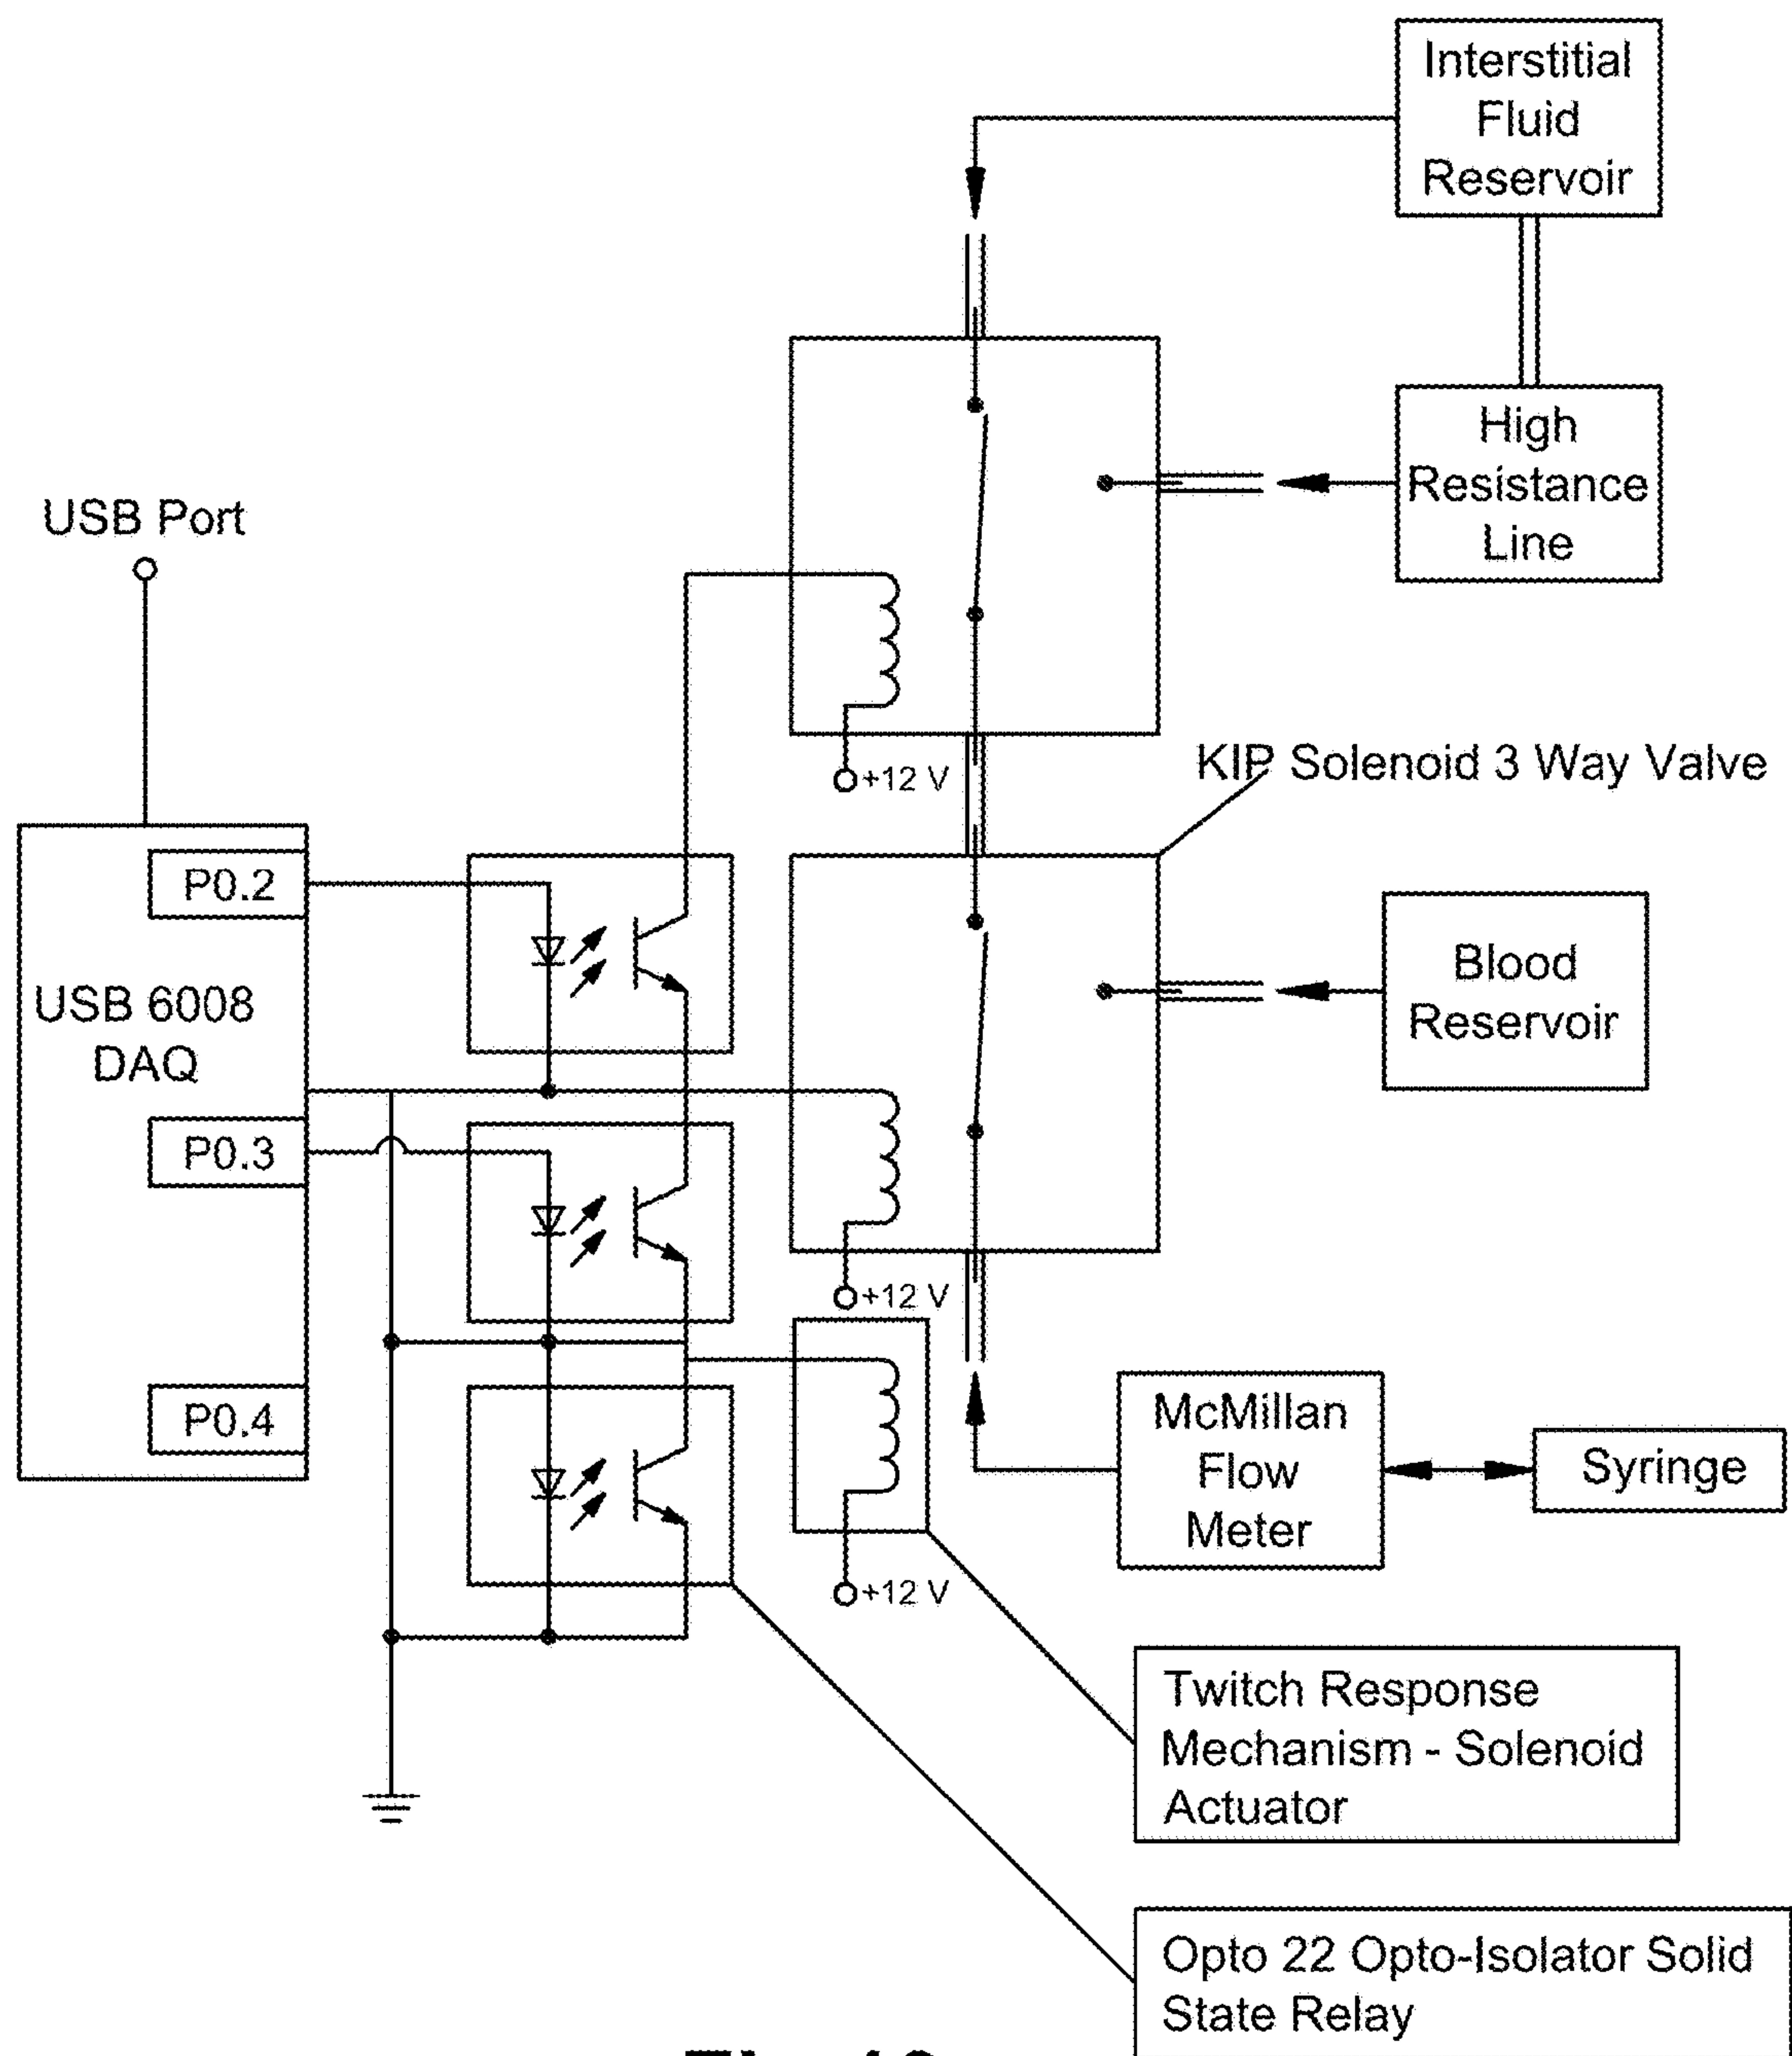 Interstitial
Fluid
Reservoir
High
Resistance
Line
USB Port
+12 V
KIP Solenoid 3 Way Valve
P0.2
USB 6008
DAQ
P0.3
P0.4
Blood
Reservoir
+12 V
McMillan
Flow
Meter
Syringe
+12 V
Twitch Response
Mechanism - Solenoid
Actuator
Opto 22 Opto-Isolator Solid
State Relay